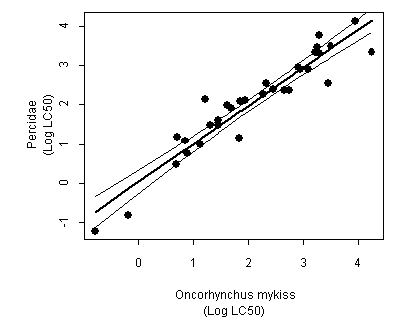 4
3
2
1
0
-1
Percidae
(Log LC50)
0 1 2 3 4
Oncorhynchus mykiss
(Log LC50)